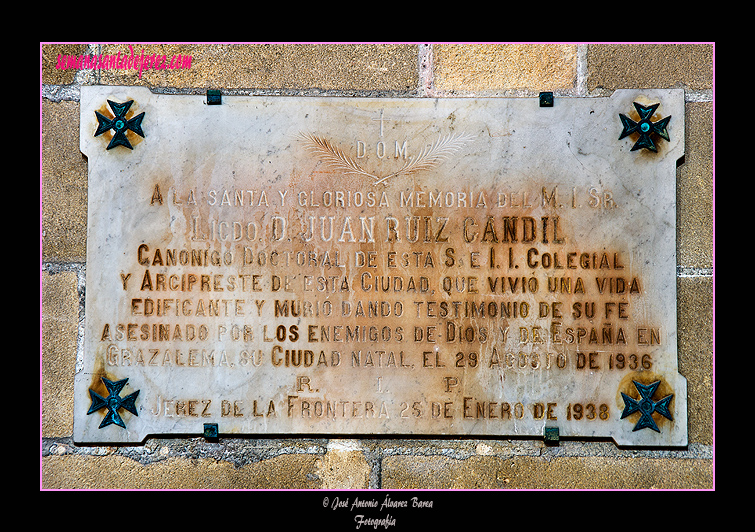 semanasantadejerez.com
D.O.M.
A LA SANTA Y GLORIOSA MEMORIA DEL M. I. SR.
LICDO. D. JUAN RUIZ CANDIL
CANONIGO DOCTORAL DE ESTA S. E I. I. COLEGIAL
Y ARCIPRESTE DE ESTA CIUDAD, QUE VIVIO UNA VIDA
EDIFICANTE Y MURIÓ DANDO TESTIMONIO DE SU FE
ASESINADO POR LOS ENEMIGOS DE DIOS Y DE ESPAÑA EN
GRAZALEMA, SU CIUDAD NATAL, EL 29 AGOSTO DE 1936
R. I. P.
JEREZ DE LA FRONTERA 25 DE ENERO DE 1938
© José Antonio Álvarez Barea
Fotografía